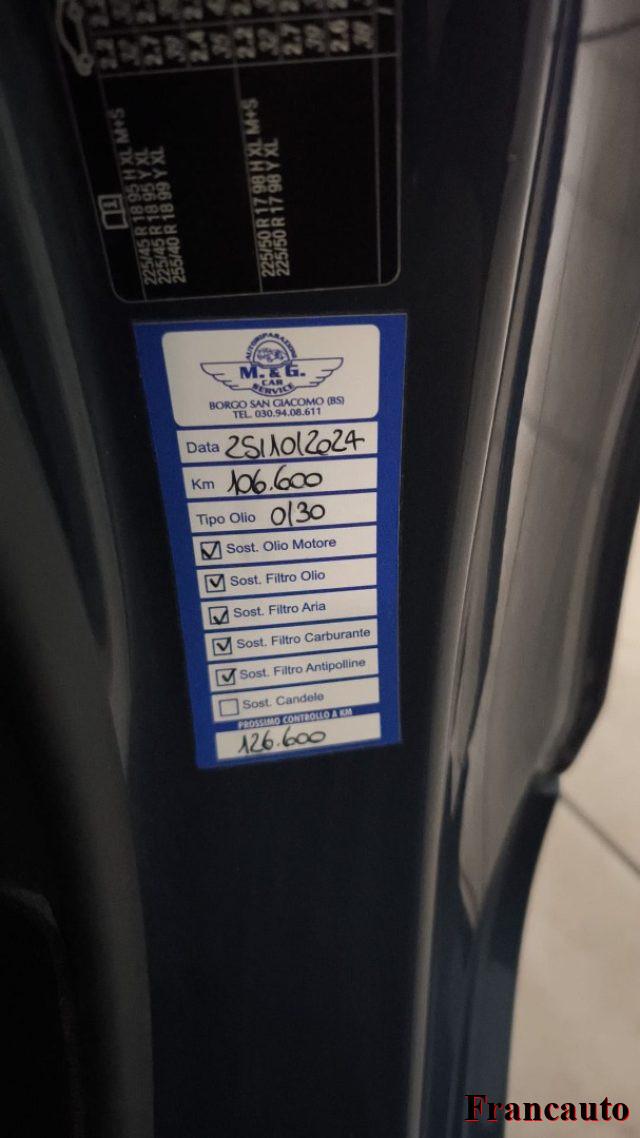 225/45 R 18 95 H XL M+S
225/45 R 18 95 Y XL
255/40 R 18 99 Y XL
225/50 R 17 98 H XL M+S
225/50 R 17 98 Y XL
AUTORIPARAZIONI
M. & G.
CAR
SERVICE
BORGO SAN GIACOMO (BS)
TEL. 030.94.08.611
Data 25/10/2024
Km 106.600
Tipo Olio 0/30
Sost. Olio Motore
Sost. Filtro Olio
Sost. Filtro Aria
Sost. Filtro Carburante
Sost. Filtro Antipolline
Sost. Candele
PROSSIMO CONTROLLO A KM
126.600
Francauto